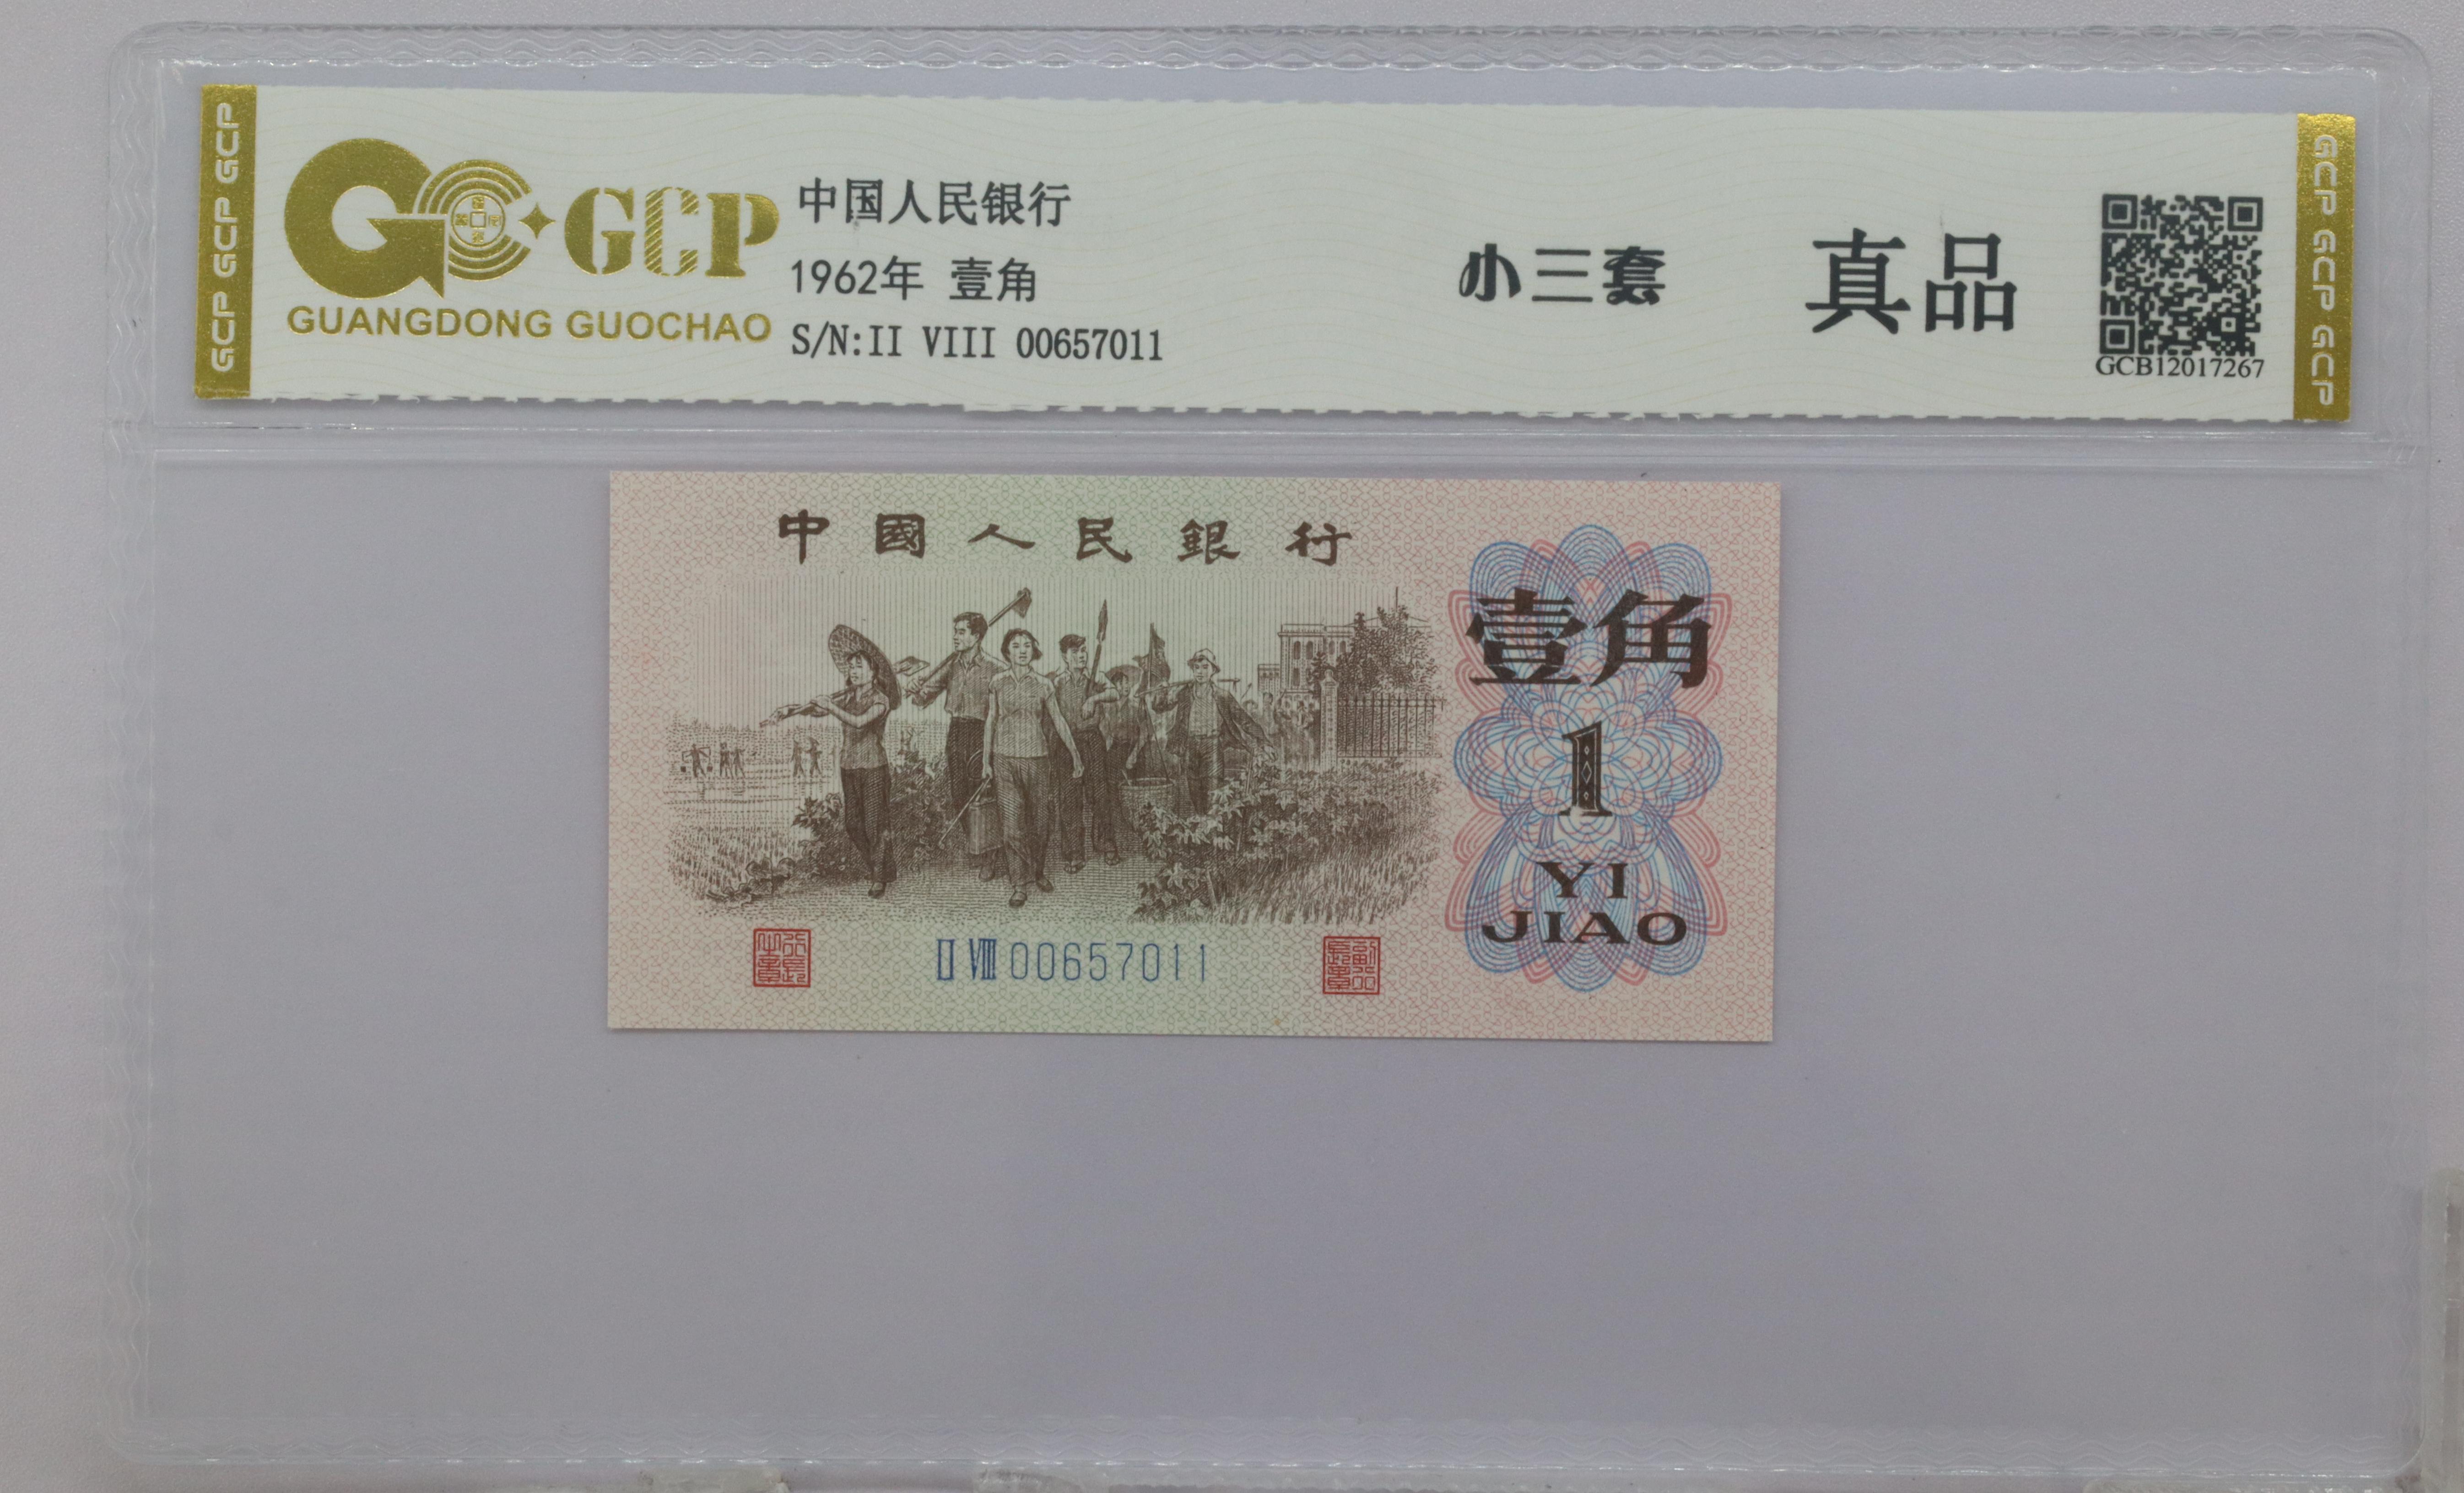 GCP GCP GCP
GCP
GUANGDONG GUOCHAO
中国人民银行
1962年 壹角
S/N:II VIII 00657011
小三套
真品
GCB12017267
GCP GCP GCP
中國人民銀行
壹角
1
YI
JIAO
II VIII 00657011